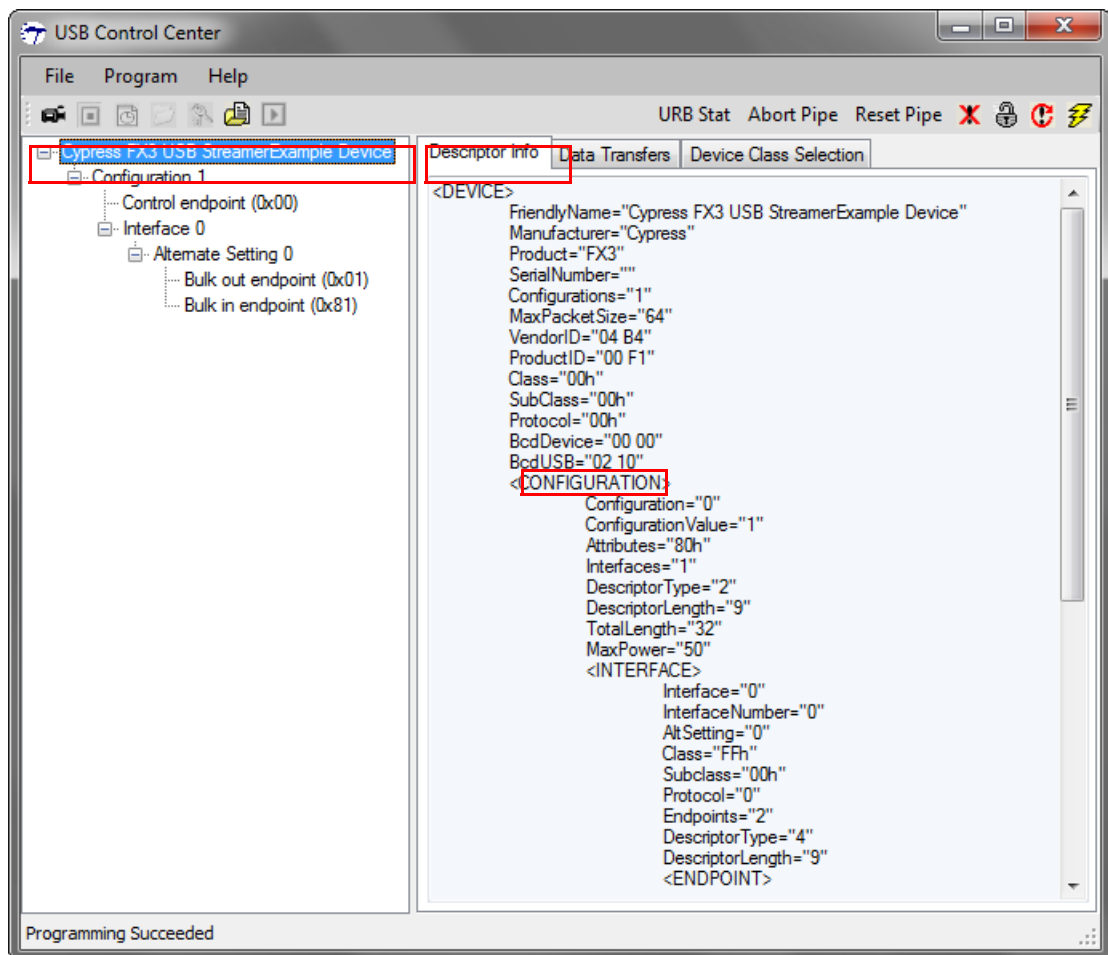 USB Control Center
File Program Help
URB Stat Abort Pipe Reset Pipe
Cypress FX3 USB StreamerExample Device
Configuration 1
Control endpoint (0x00)
Interface 0
Alternate Setting 0
Bulk out endpoint (0x01)
Bulk in endpoint (0x81)
Descriptor Info Data Transfers Device Class Selection
<DEVICE>
FriendlyName="Cypress FX3 USB StreamerExample Device"
Manufacturer="Cypress"
Product="FX3"
SerialNumber=""
Configurations="1"
MaxPacketSize="64"
VendorID="04 B4"
ProductID="00 F1"
Class="00h"
SubClass="00h"
Protocol="00h"
BcdDevice="00 00"
BcdUSB="02 10"
<CONFIGURATION>
Configuration="0"
ConfigurationValue="1"
Attributes="80h"
Interfaces="1"
DescriptorType="2"
DescriptorLength="9"
TotalLength="32"
MaxPower="50"
<INTERFACE>
Interface="0"
InterfaceNumber="0"
AltSetting="0"
Class="FFh"
Subclass="00h"
Protocol="0"
Endpoints="2"
DescriptorType="4"
DescriptorLength="9"
<ENDPOINT>
Programming Succeeded